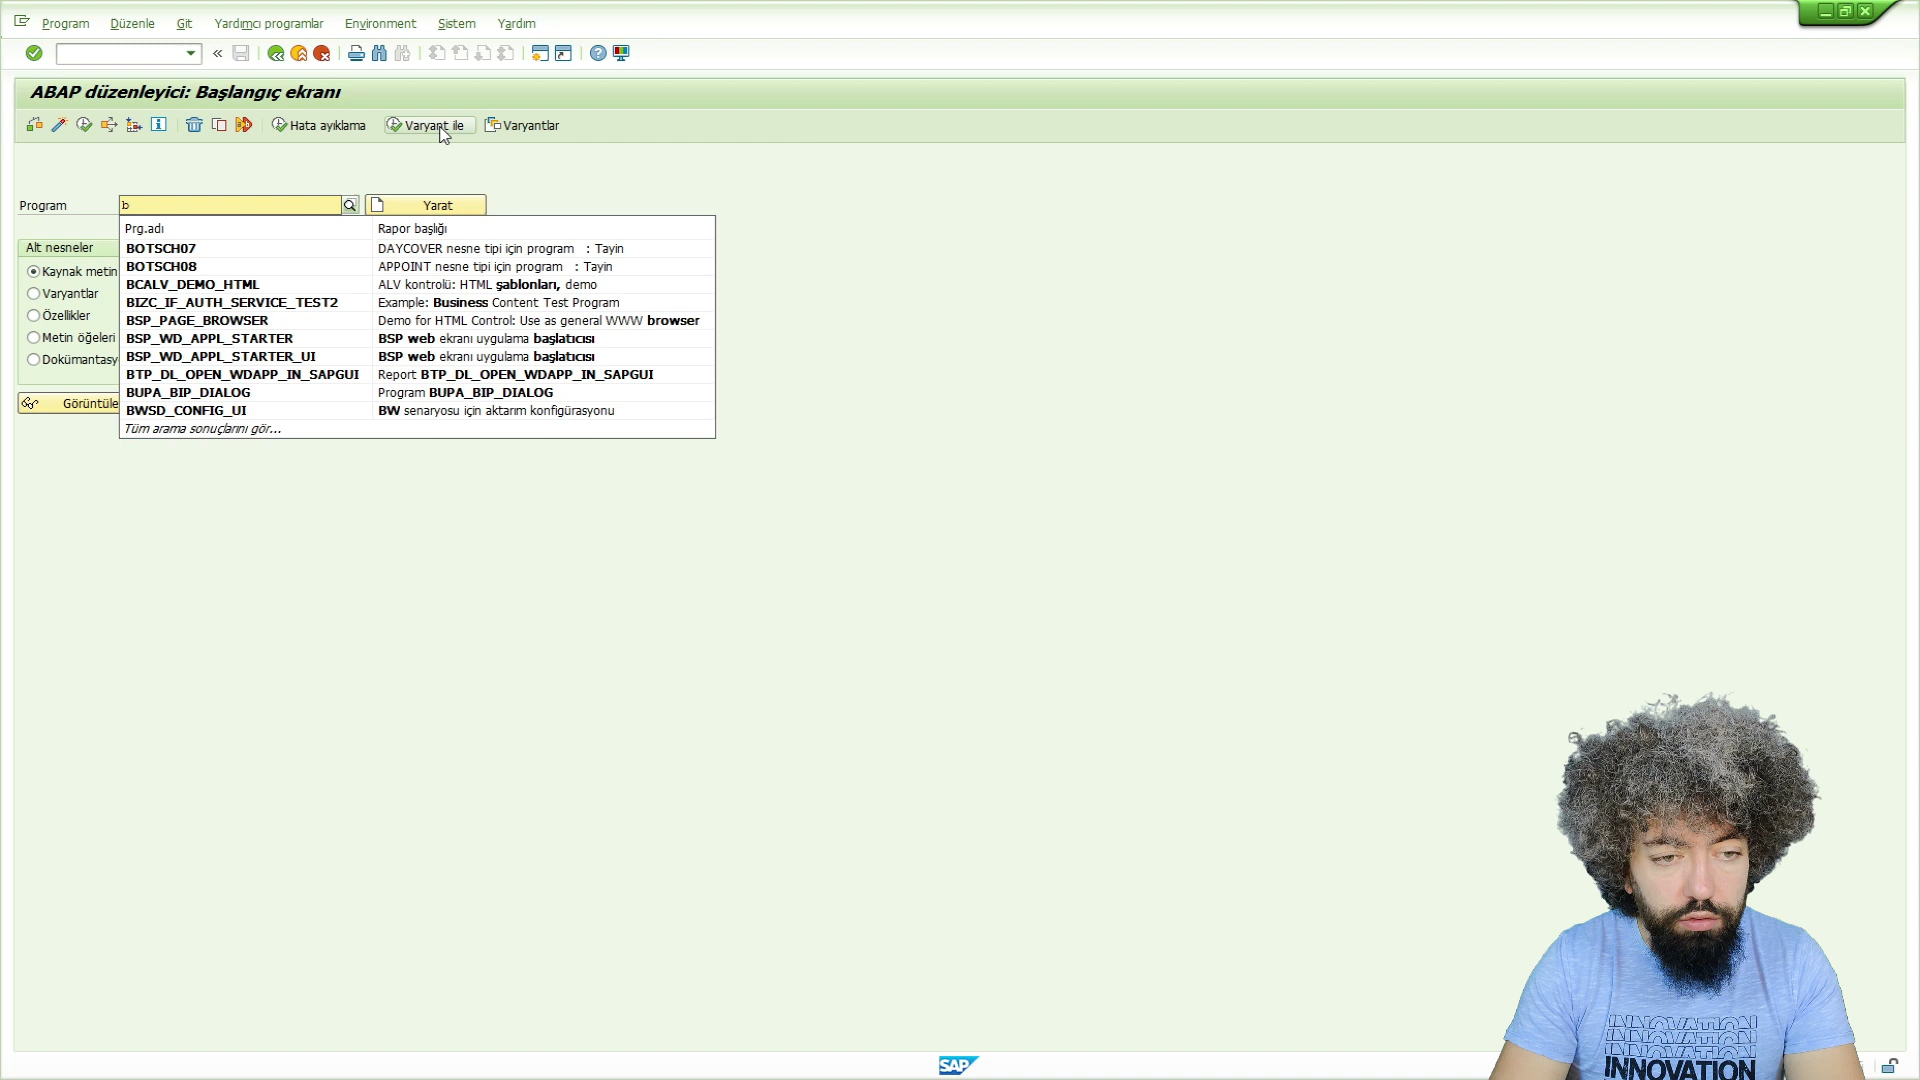 Program Düzenle Git Yardımcı programlar Environment Sistem Yardım
ABAP düzenleyici: Başlangıç ekranı
Hata ayıklama Varyant ile Varyantlar
Program b Yarat
Prg.adı Rapor başlığı
Alt nesneler
BOTSCH07 DAYCOVER nesne tipi için program : Tayin
BOTSCH08 APPOINT nesne tipi için program : Tayin
Kaynak metin
BCALV_DEMO_HTML ALV kontrolü: HTML şablonları, demo
Varyantlar
BIZC_IF_AUTH_SERVICE_TEST2 Example: Business Content Test Program
Özellikler
BSP_PAGE_BROWSER Demo for HTML Control: Use as general WWW browser
Metin öğeleri
BSP_WD_APPL_STARTER BSP web ekranı uygulama başlatıcısı
Dokümantasy
BSP_WD_APPL_STARTER_UI BSP web ekranı uygulama başlatıcısı
BTP_DL_OPEN_WDAPP_IN_SAPGUI Report BTP_DL_OPEN_WDAPP_IN_SAPGUI
BUPA_BIP_DIALOG Program BUPA_BIP_DIALOG
Görüntüle
BWSD_CONFIG_UI BW senaryosu için aktarım konfigürasyonu
Tüm arama sonuçlarını gör...
SAP
INNOVATION
INNOVATION
INNOVATION
INNOVATION